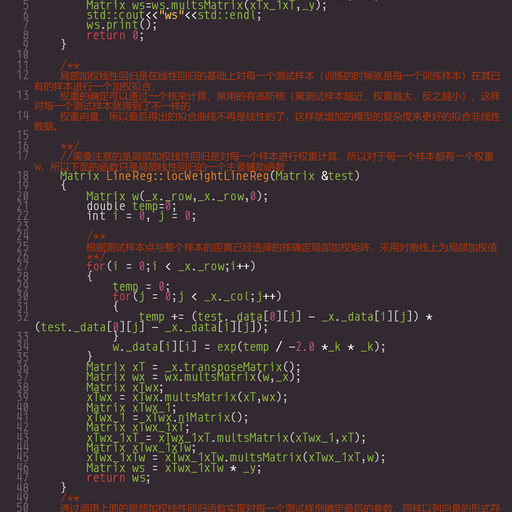 5 Matrix ws=ws.multsMatrix(xTx_1xT,_y);
6 std::cout<<"ws"<<std::endl;
7 ws.print();
8 return 0;
9 }
10
11 /**
12 局部加权线性回归是在线性回归的基础上对每一个测试样本（训练的时候就是每一个训练样本）在其已
有的样本进行一个加权拟合，
13 权重的确定可以通过一个核来计算，常用的有高斯核（离测试样本越近，权重越大，反之越小），这样
对每一个测试样本就得到了不一样的
14 权重向量，所以最后得出的拟合曲线不再是线性的了，这样就增加的模型的复杂度来更好的拟合非线性
数据。
15
16 **/
17 //需要注意的是局部加权线性回归是对每一个样本进行权重计算，所以对于每一个样本都有一个权重
w，所以下面的函数只是局部线性回归的一个主要辅助函数
18 Matrix LineReg::locWeightLineReg(Matrix &test)
19 {
20 Matrix w(_x._row,_x._row,0);
21 double temp=0;
22 int i = 0, j = 0;
23
24 /**
25 根据测试样本点与整个样本的距离已经选择的核确定局部加权矩阵，采用对角线上为局部加权值
26 **/
27 for(i = 0;i < _x._row;i++)
28 {
29 temp = 0;
30 for(j = 0;j < _x._col;j++)
31 {
32 temp += (test._data[0][j] - _x._data[i][j]) *
(test._data[0][j] - _x._data[i][j]);
33 }
34 w._data[i][i] = exp(temp / -2.0 *_k * _k);
35 }
36 Matrix xT = _x.transposeMatrix();
37 Matrix wx = wx.multsMatrix(w,_x);
38 Matrix xTwx;
39 xTwx = xTwx.multsMatrix(xT,wx);
40 Matrix xTwx_1;
41 xTwx_1 = xTwx.niMatrix();
42 Matrix xTwx_1xT;
43 xTwx_1xT = xTwx_1xT.multsMatrix(xTwx_1,xT);
44 Matrix xTwx_1xTw;
45 xTwx_1xTw = xTwx_1xTw.multsMatrix(xTwx_1xT,w);
46 Matrix ws = xTwx_1xTw * _y;
47 return ws;
48 }
49 /**
50 通过调用上面的局部加权线性回归函数实现对每一个测试样例确定最后的参数，同样以列向量的形式存